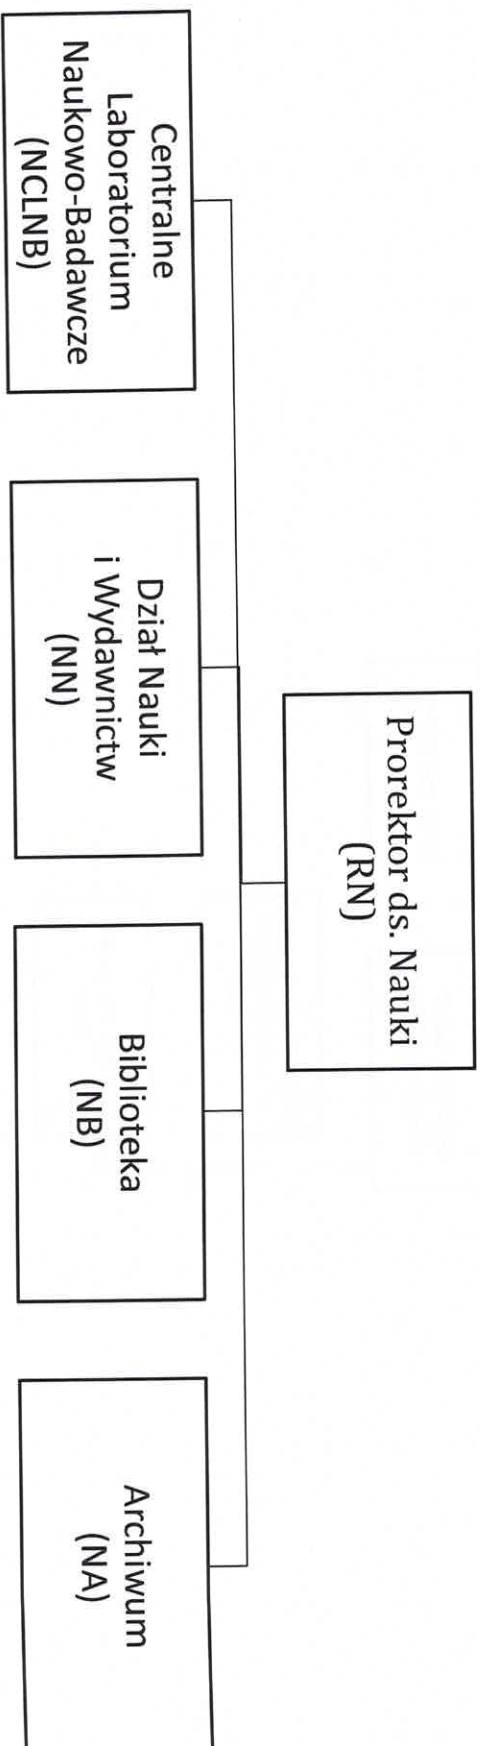 Prorektor ds. Nauki
(RN)
Centralne
Laboratorium
Naukowo-Badawcze
(NCLNB)
Dział Nauki
i Wydawnictw
(NN)
Biblioteka
(NB)
Archiwum
(NA)